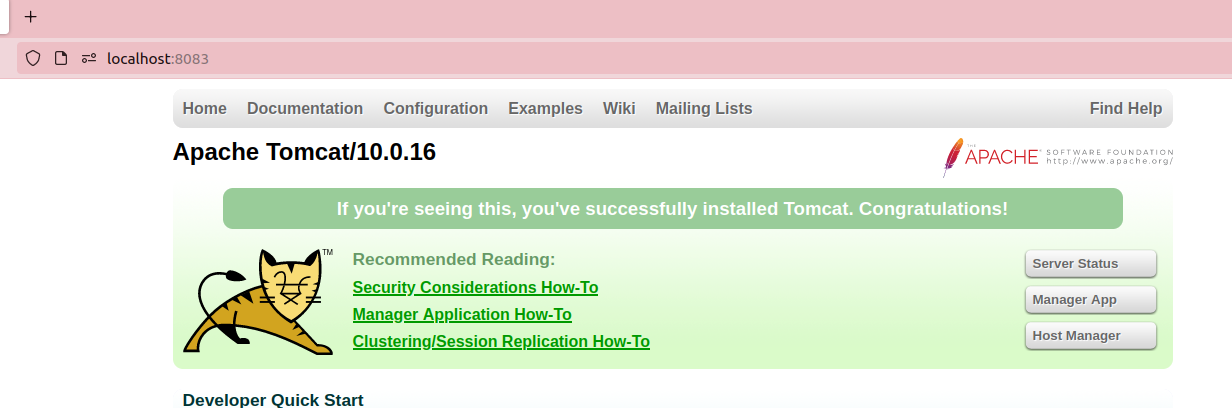 localhost:8083
Home Documentation Configuration Examples Wiki Mailing Lists Find Help
Apache Tomcat/10.0.16
THE
APACHE SOFTWARE FOUNDATION
http://www.apache.org/
If you're seeing this, you've successfully installed Tomcat. Congratulations!
TM
Recommended Reading:
Security Considerations How-To
Manager Application How-To
Clustering/Session Replication How-To
Server Status
Manager App
Host Manager
Developer Quick Start